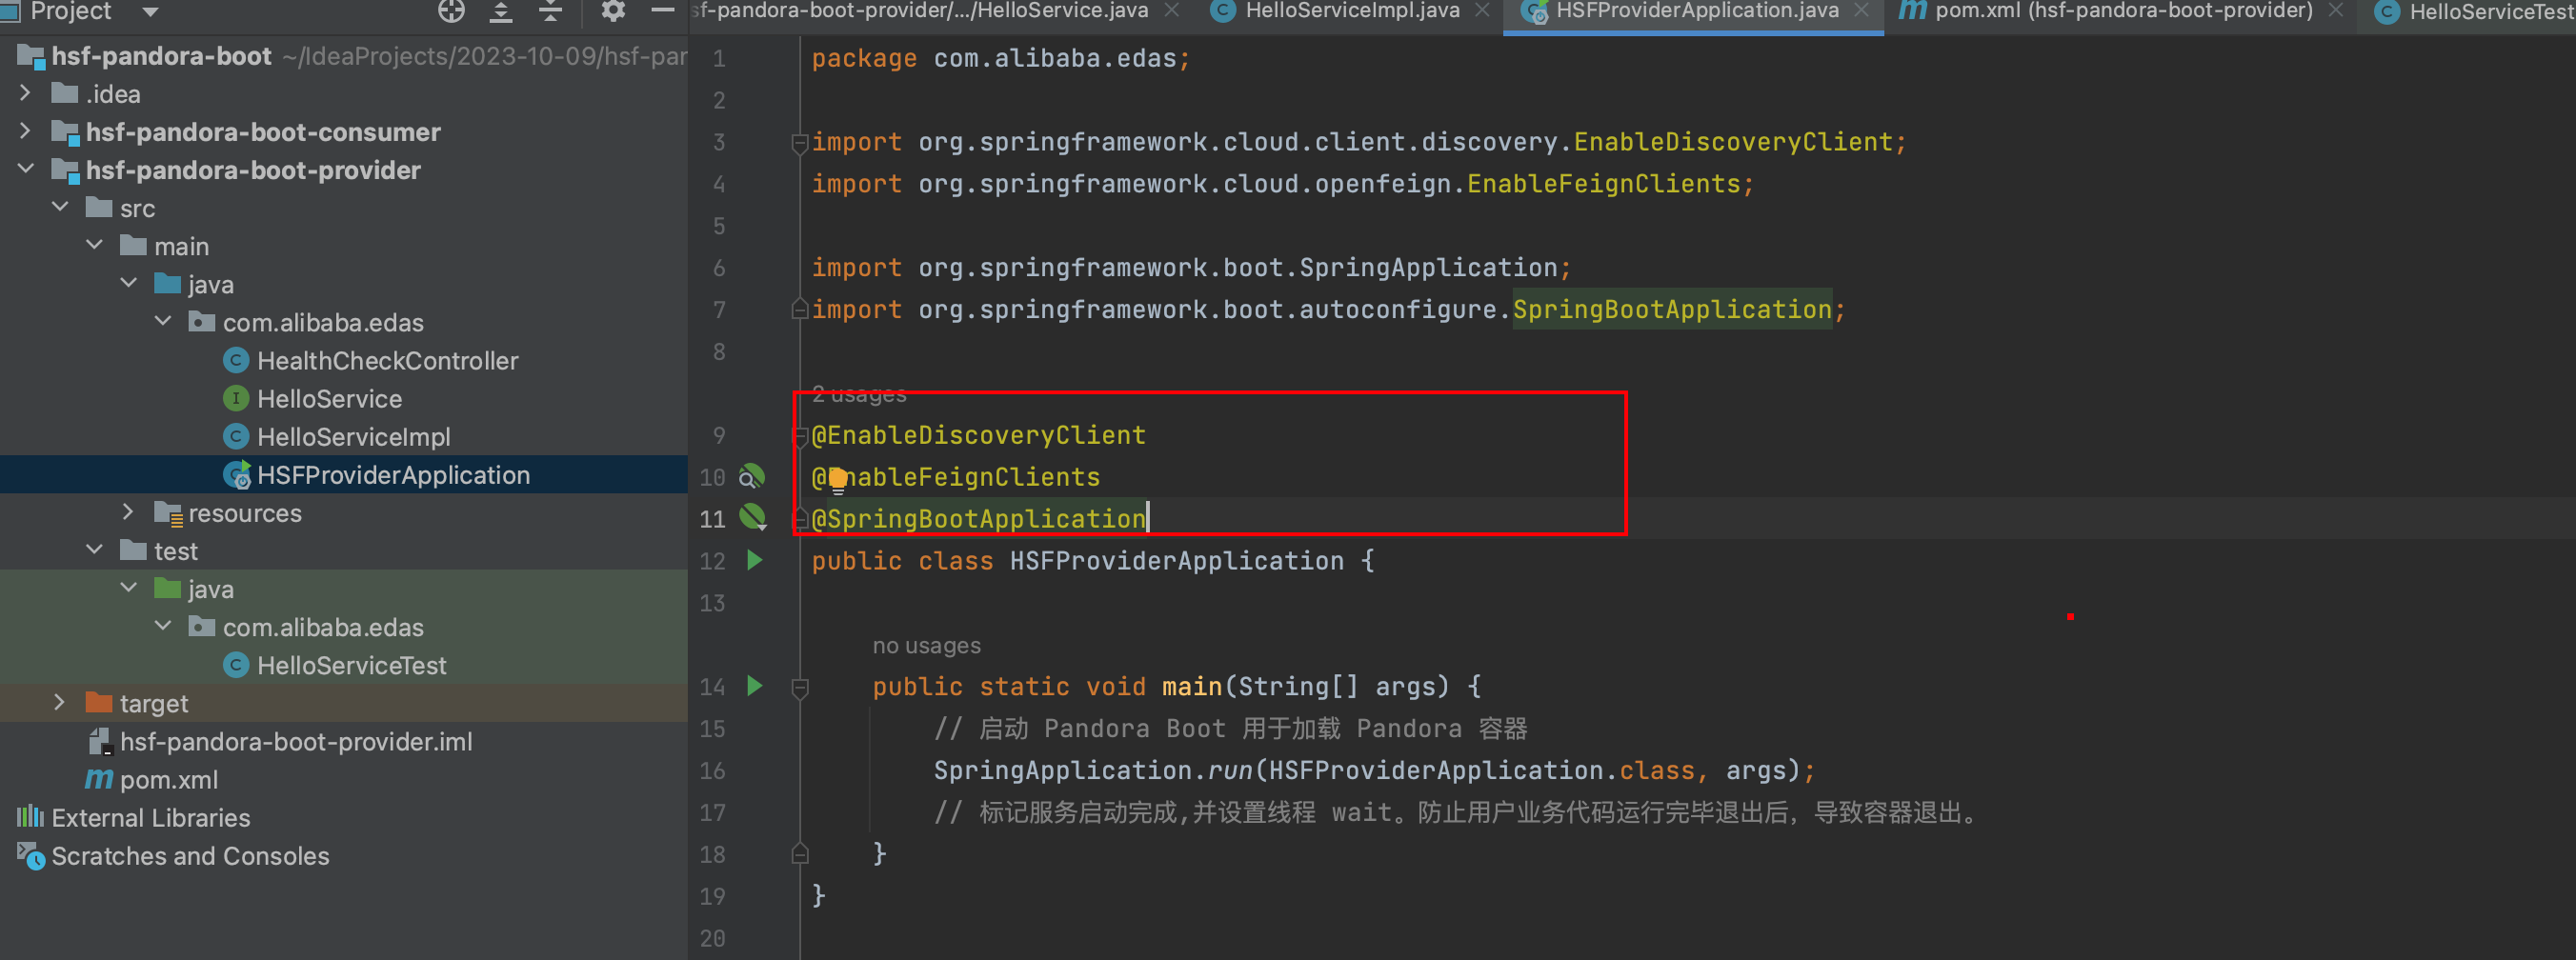 Project
sf-pandora-boot-provider/.../HelloService.java
HelloServiceImpl.java
HSFProviderApplication.java
pom.xml (hsf-pandora-boot-provider)
HelloServiceTest
hsf-pandora-boot ~/IdeaProjects/2023-10-09/hsf-par
.idea
hsf-pandora-boot-consumer
hsf-pandora-boot-provider
src
main
java
com.alibaba.edas
HealthCheckController
HelloService
HelloServiceImpl
HSFProviderApplication
resources
test
java
com.alibaba.edas
HelloServiceTest
target
hsf-pandora-boot-provider.iml
pom.xml
External Libraries
Scratches and Consoles
1 package com.alibaba.edas;
2
3 import org.springframework.cloud.client.discovery.EnableDiscoveryClient;
4 import org.springframework.cloud.openfeign.EnableFeignClients;
5
6 import org.springframework.boot.SpringApplication;
7 import org.springframework.boot.autoconfigure.SpringBootApplication;
8
2 usages
9 @EnableDiscoveryClient
10 @EnableFeignClients
11 @SpringBootApplication
12 public class HSFProviderApplication {
13
no usages
14 public static void main(String[] args) {
15 // 启动 Pandora Boot 用于加载 Pandora 容器
16 SpringApplication.run(HSFProviderApplication.class, args);
17 // 标记服务启动完成,并设置线程 wait。防止用户业务代码运行完毕退出后，导致容器退出。
18 }
19 }
20